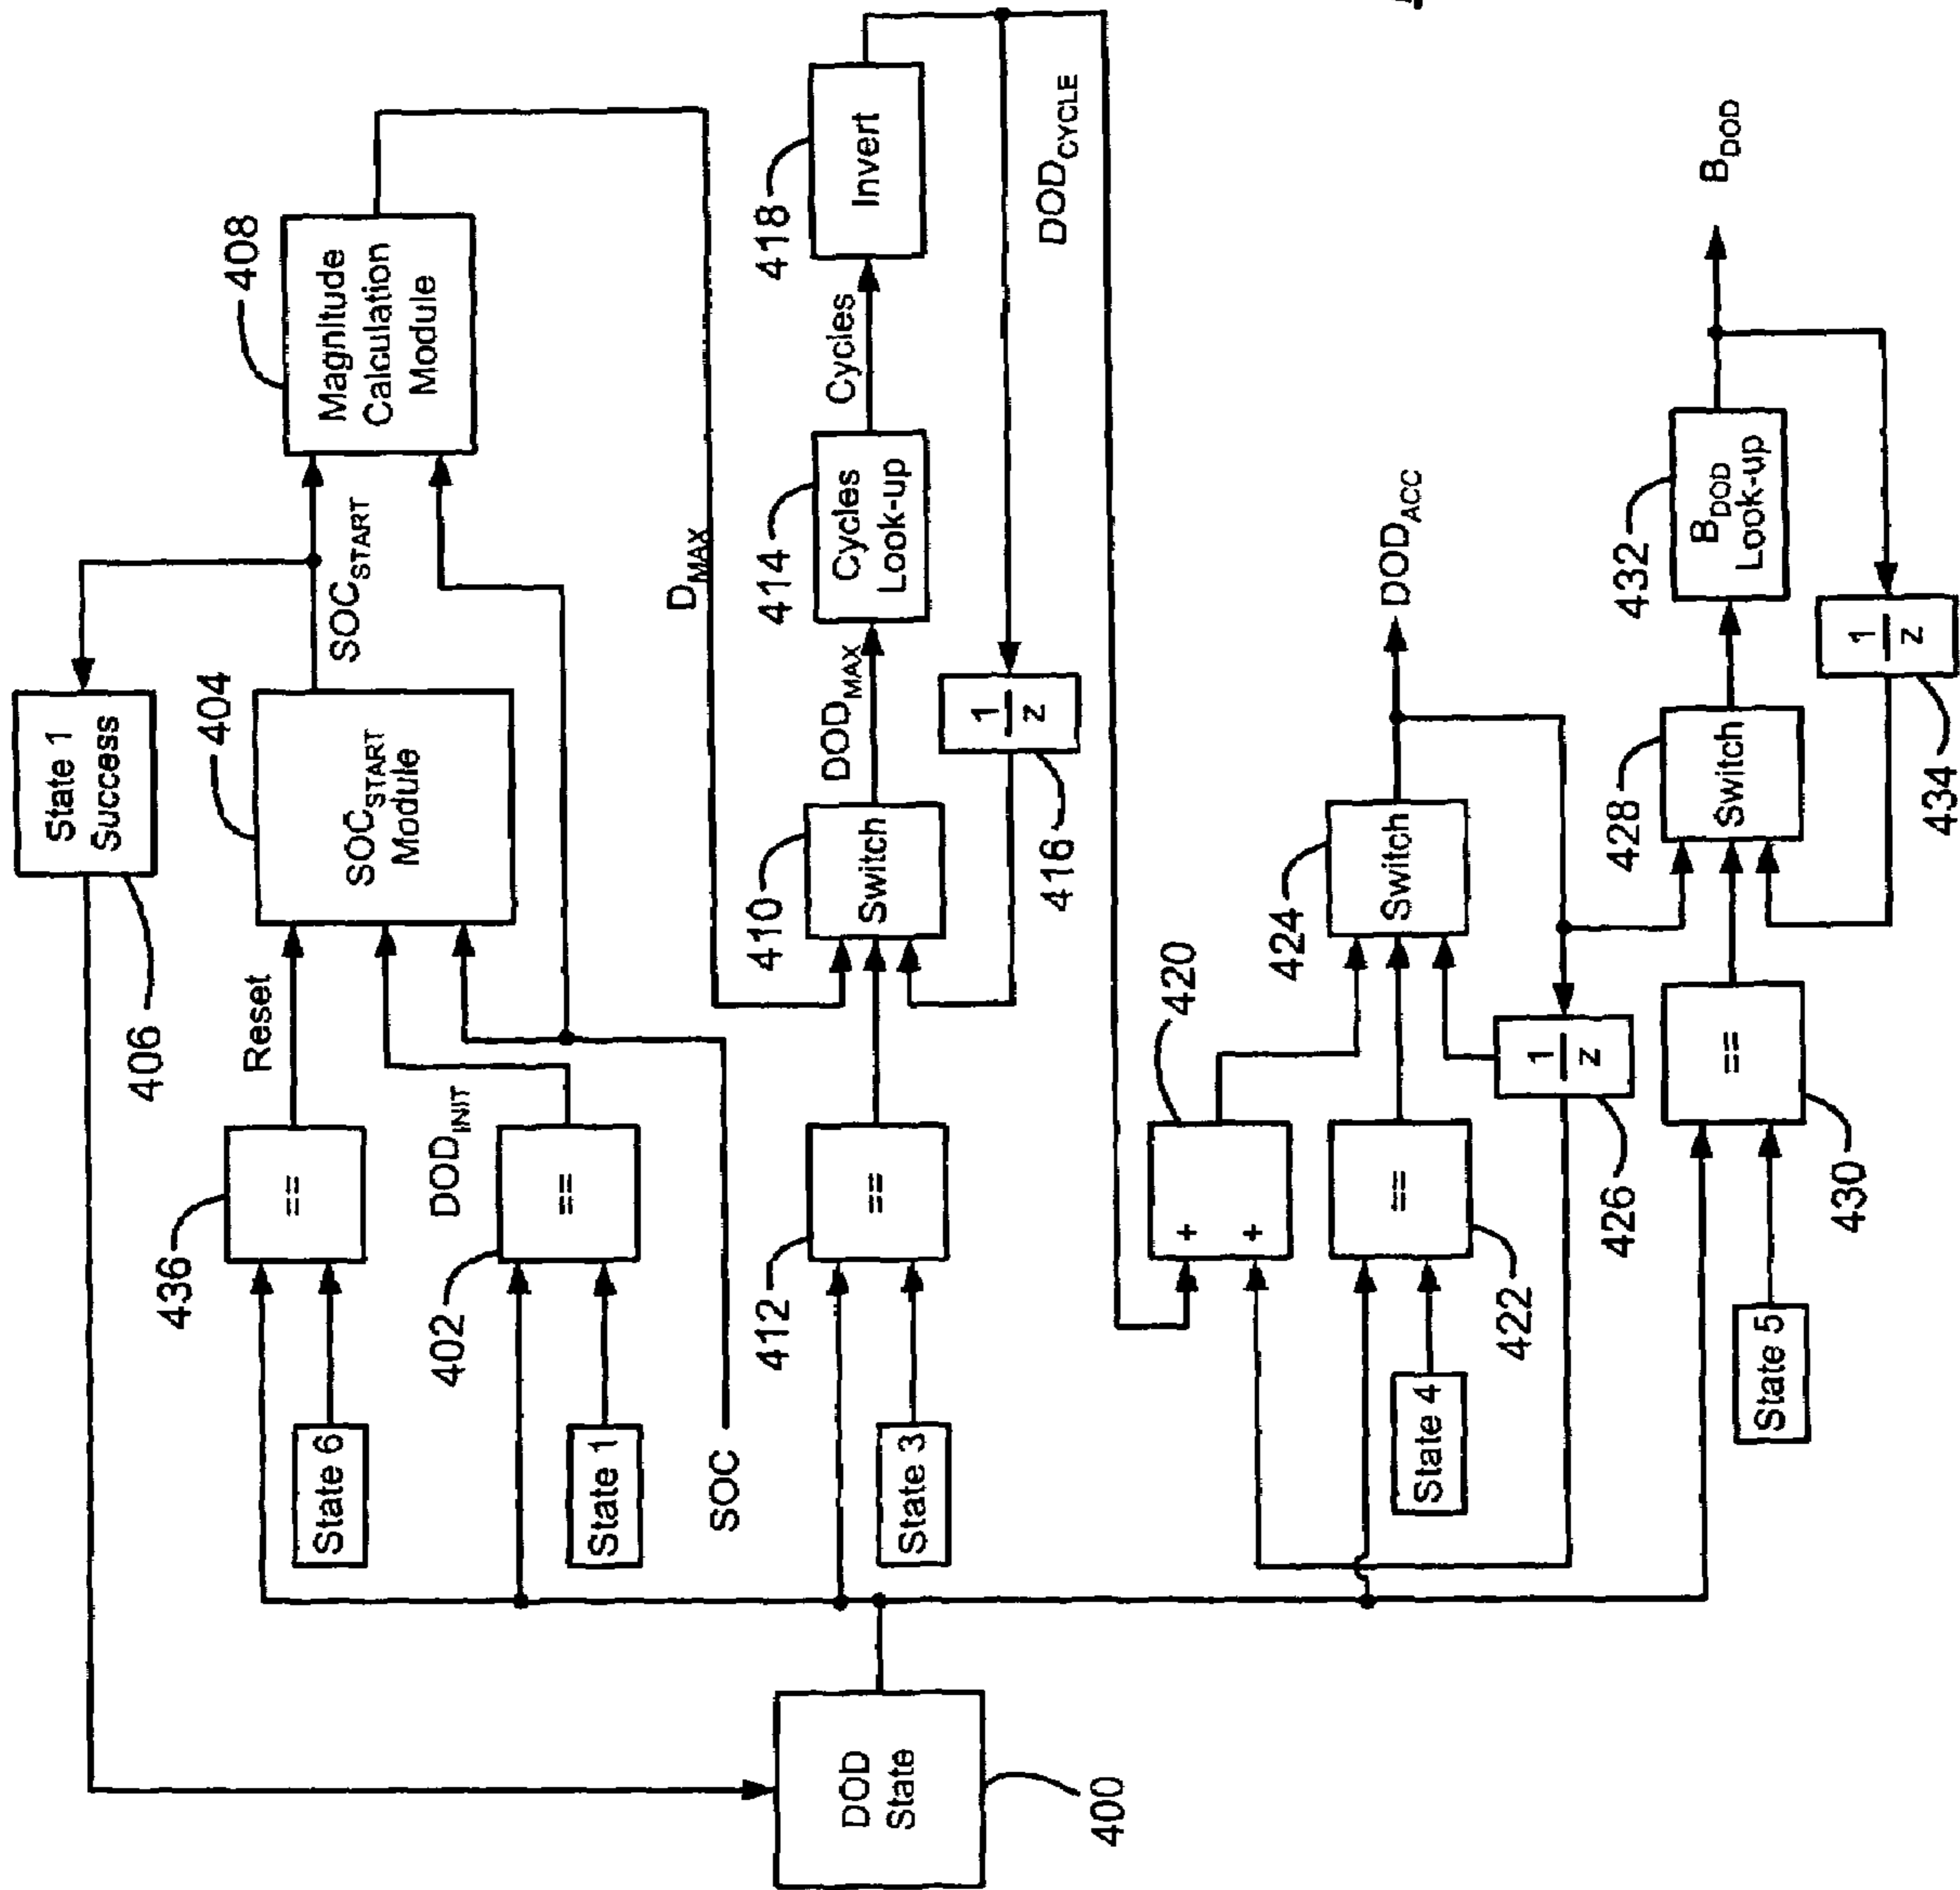 State 1
Success
406
404
SOC_START
Module
SOC_START
408
Magnitude
Calculation
Module
436
==
Reset
State 6
402
==
DOD_INIT
State 1
SOC
D_MAX
412
==
State 3
410
Switch
DOD_MAX
414
Cycles
Look-up
Cycles
418
Invert
1
z
416
DOD_CYCLE
DOD
State
400
420
+
+
==
422
State 4
424
Switch
DOD_ACC
1
z
426
State 5
==
430
428
Switch
432
B_DOD
Look-up
B_DOD
1
z
434